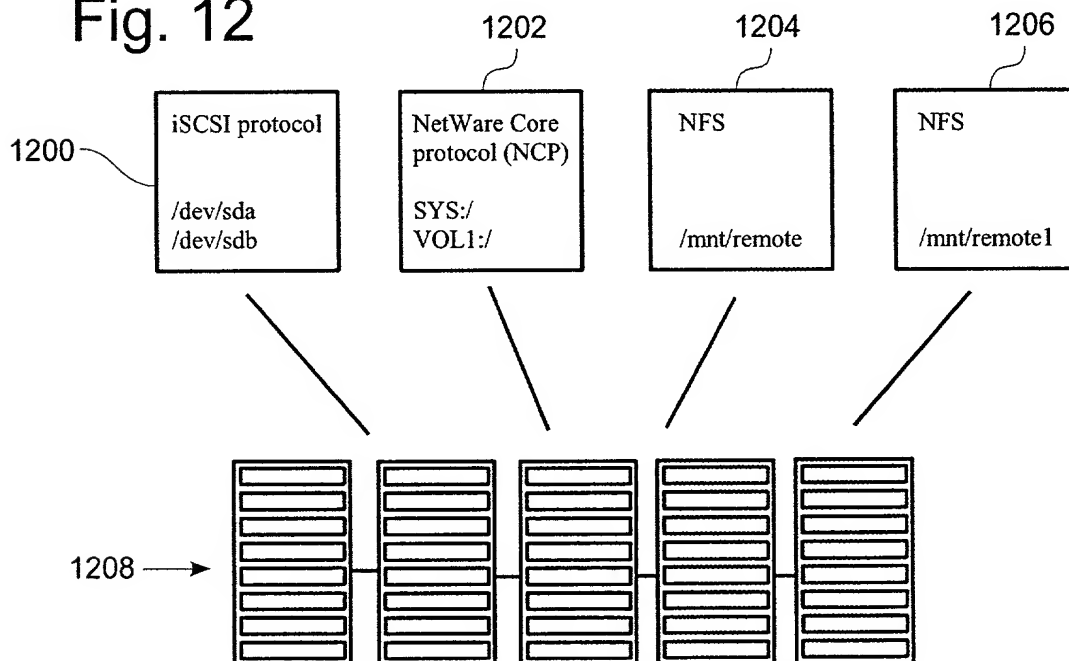 Fig. 12
1202
1204
1206
1200
iSCSI protocol
/dev/sda
/dev/sdb
NetWare Core
protocol (NCP)
SYS:/
VOL1:/
NFS
/mnt/remote
NFS
/mnt/remote1
1208